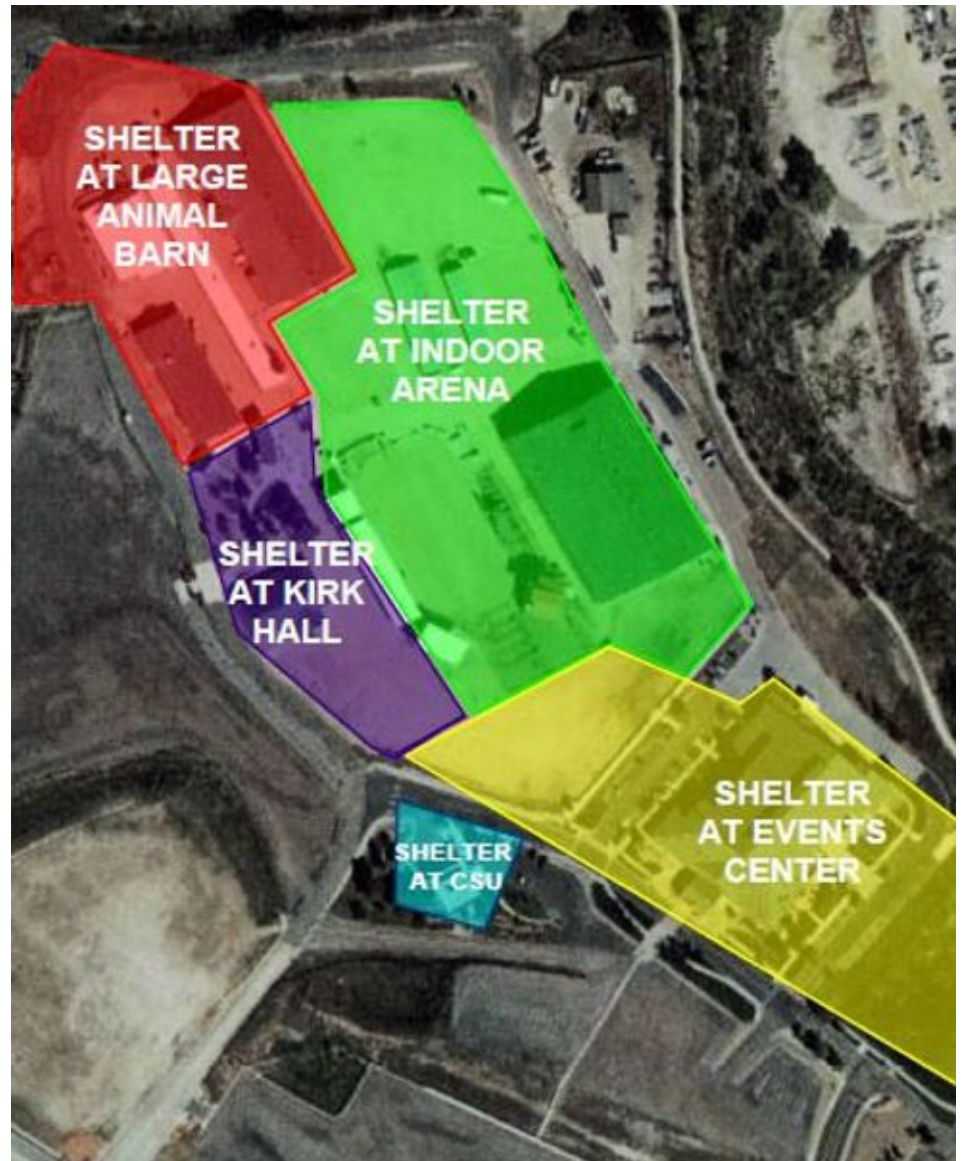 SHELTER
AT LARGE
ANIMAL
BARN
SHELTER
AT INDOOR
ARENA
SHELTER
AT KIRK
HALL
SHELTER
AT EVENTS
CENTER
SHELTER
AT CSU